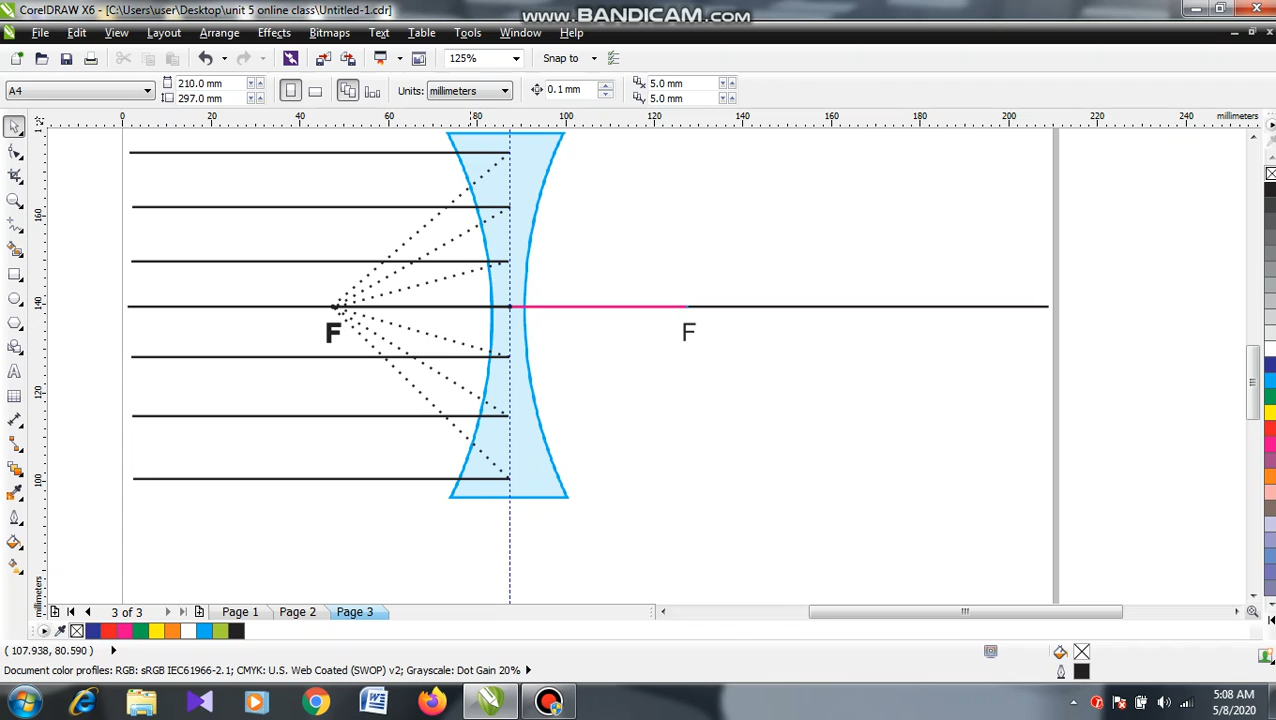 CorelDRAW X6 - [C:\Users\user\Desktop\unit 5 online class\Untitled-1.cdr]
www.BANDICAM.com
File Edit View Layout Arrange Effects Bitmaps Text Table Tools Window Help
125% Snap to
A4 210.0 mm 297.0 mm Units: millimeters 0.1 mm 5.0 mm 5.0 mm
0 20 40 60 80 100 120 140 160 180 200 220 240 millimeters
160
140
F F
120
100
millimeters
3 of 3 Page 1 Page 2 Page 3
( 107.938, 80.590 )
Document color profiles: RGB: sRGB IEC61966-2.1; CMYK: U.S. Web Coated (SWOP) v2; Grayscale: Dot Gain 20%
5:08 AM
5/8/2020